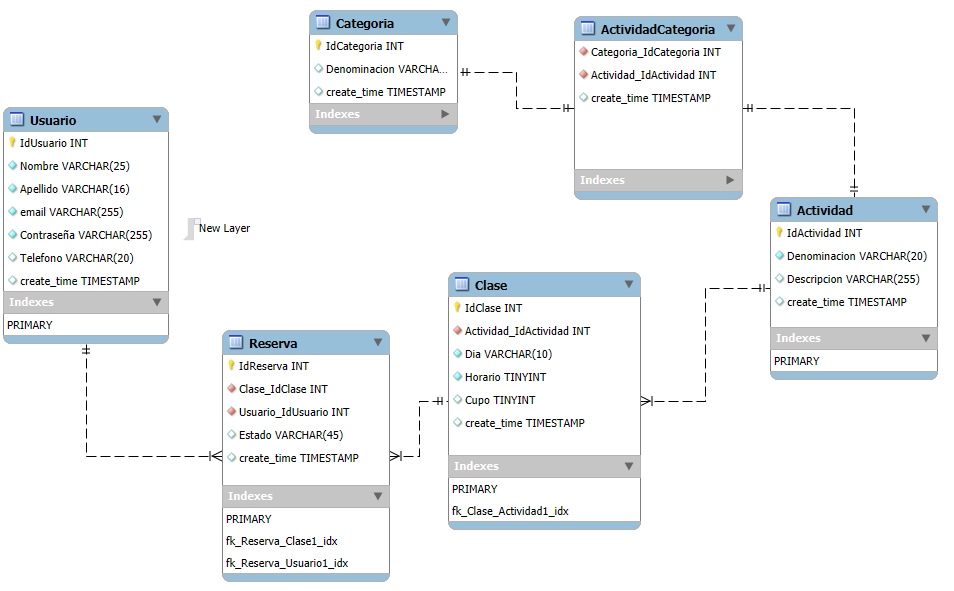 Categoria
IdCategoria INT
Denominacion VARCHA...
create_time TIMESTAMP
Indexes
ActividadCategoria
Categoria_IdCategoria INT
Actividad_IdActividad INT
create_time TIMESTAMP
Indexes
Usuario
IdUsuario INT
Nombre VARCHAR(25)
Apellido VARCHAR(16)
email VARCHAR(255)
Contraseña VARCHAR(255)
Telefono VARCHAR(20)
create_time TIMESTAMP
Indexes
PRIMARY
New Layer
Actividad
IdActividad INT
Denominacion VARCHAR(20)
Descripcion VARCHAR(255)
create_time TIMESTAMP
Indexes
PRIMARY
Clase
IdClase INT
Actividad_IdActividad INT
Dia VARCHAR(10)
Horario TINYINT
Cupo TINYINT
create_time TIMESTAMP
Indexes
PRIMARY
fk_Clase_Actividad1_idx
Reserva
IdReserva INT
Clase_IdClase INT
Usuario_IdUsuario INT
Estado VARCHAR(45)
create_time TIMESTAMP
Indexes
PRIMARY
fk_Reserva_Clase1_idx
fk_Reserva_Usuario1_idx